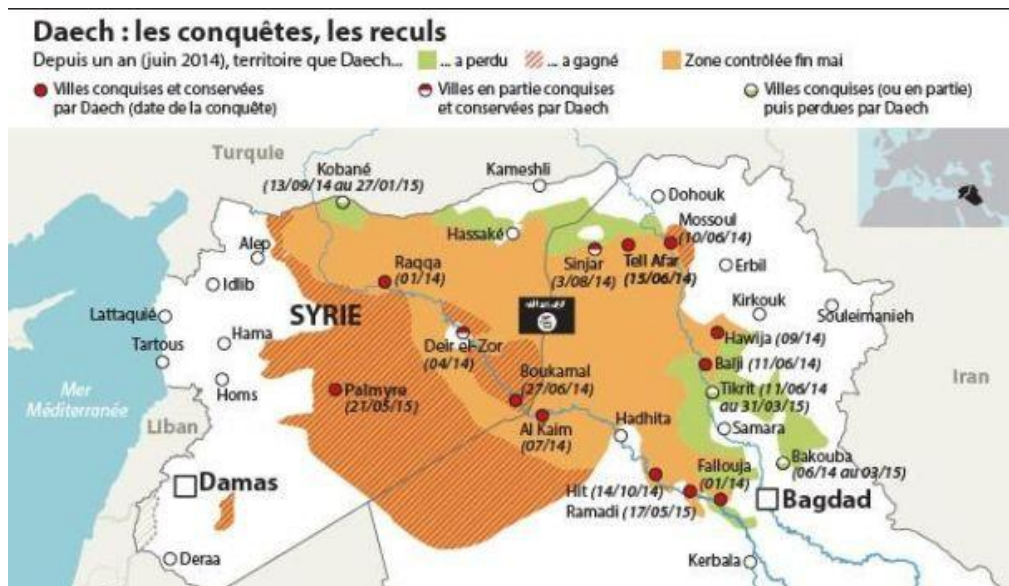 Daech : les conquêtes, les reculs
Depuis un an (juin 2014), territoire que Daech...
... a perdu
... a gagné
Zone contrôlée fin mai
Villes conquises et conservées
par Daech (date de la conquête)
Villes en partie conquises
et conservées par Daech
Villes conquises (ou en partie)
puis perdues par Daech
Turquie
Kobané
(13/09/14 au 27/01/15)
Kameshli
Dohouk
Mossoul
(10/06/14)
Hassaké
Alep
Sinjar
(3/08/14)
Tell Afar
(15/06/14)
Erbil
Raqqa
(01/14)
Idlib
Kirkouk
Souleimanieh
Lattaquié
SYRIE
Hawija (09/14)
Hama
Tartous
Deir el-Zor
(04/14)
Baïji (11/06/14)
Boukamal
(27/06/14)
Palmyre
(21/05/15)
Tikrit (11/06/14
au 31/03/15)
Iran
Mer
Méditerranée
Homs
Al Kaim
(07/14)
Hadhita
Samara
Liban
Bakouba
(06/14 au 03/15)
Fallouja
(01/14)
Damas
Hit (14/10/14)
Ramadi (17/05/15)
Bagdad
Deraa
Kerbala